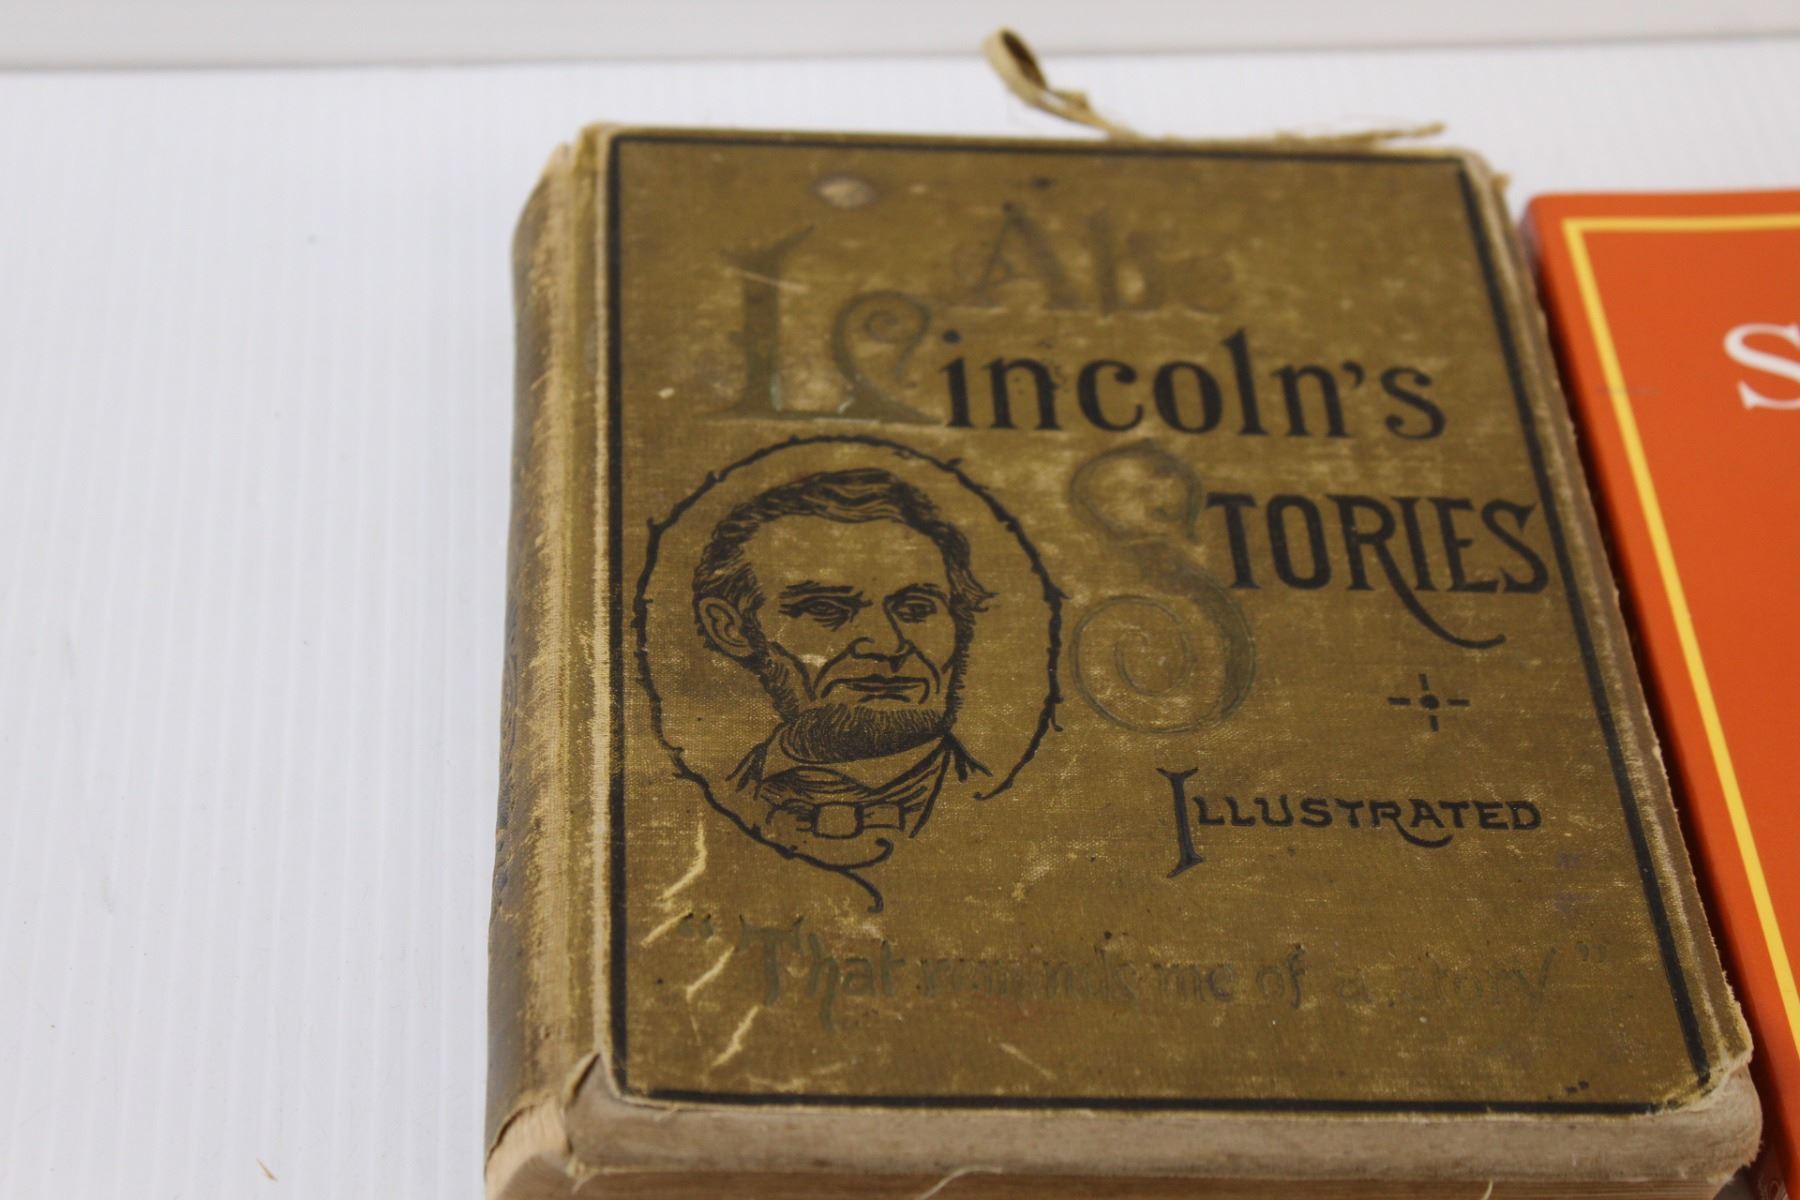 Abe
Lincoln's
STORIES
ILLUSTRATED
"That reminds me of a story"
S